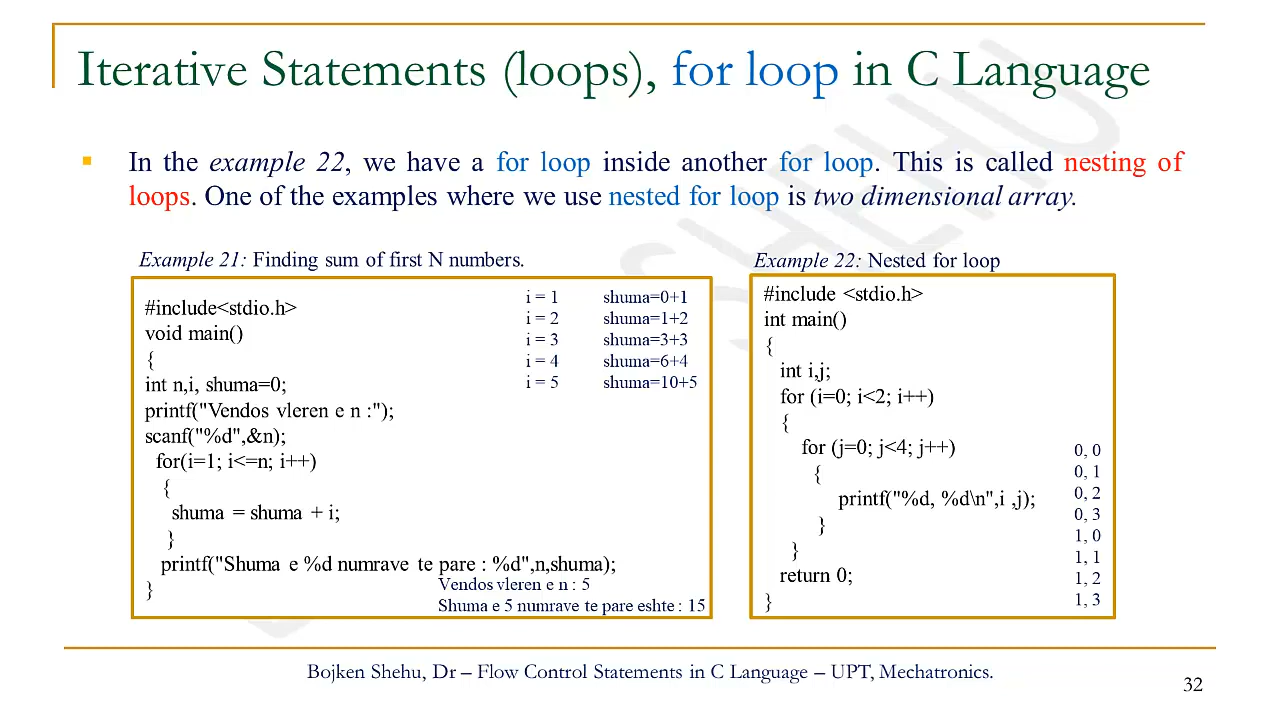 Iterative Statements (loops), for loop in C Language
In the example 22, we have a for loop inside another for loop. This is called nesting of
loops. One of the examples where we use nested for loop is two dimensional array.
Example 21: Finding sum of first N numbers.
#include<stdio.h>
void main()
{
int n,i, shuma=0;
printf("Vendos vleren e n :");
scanf("%d",&n);
for(i=1; i<=n; i++)
{
shuma = shuma + i;
}
printf("Shuma e %d numrave te pare : %d",n,shuma);
}
i = 1 shuma=0+1
i = 2 shuma=1+2
i = 3 shuma=3+3
i = 4 shuma=6+4
i = 5 shuma=10+5
Vendos vleren e n : 5
Shuma e 5 numrave te pare eshte : 15
Example 22: Nested for loop
#include <stdio.h>
int main()
{
int i,j;
for (i=0; i<2; i++)
{
for (j=0; j<4; j++)
{
printf("%d, %d\n",i ,j);
}
}
return 0;
}
0, 0
0, 1
0, 2
0, 3
1, 0
1, 1
1, 2
1, 3
Bojken Shehu, Dr – Flow Control Statements in C Language – UPT, Mechatronics.
32